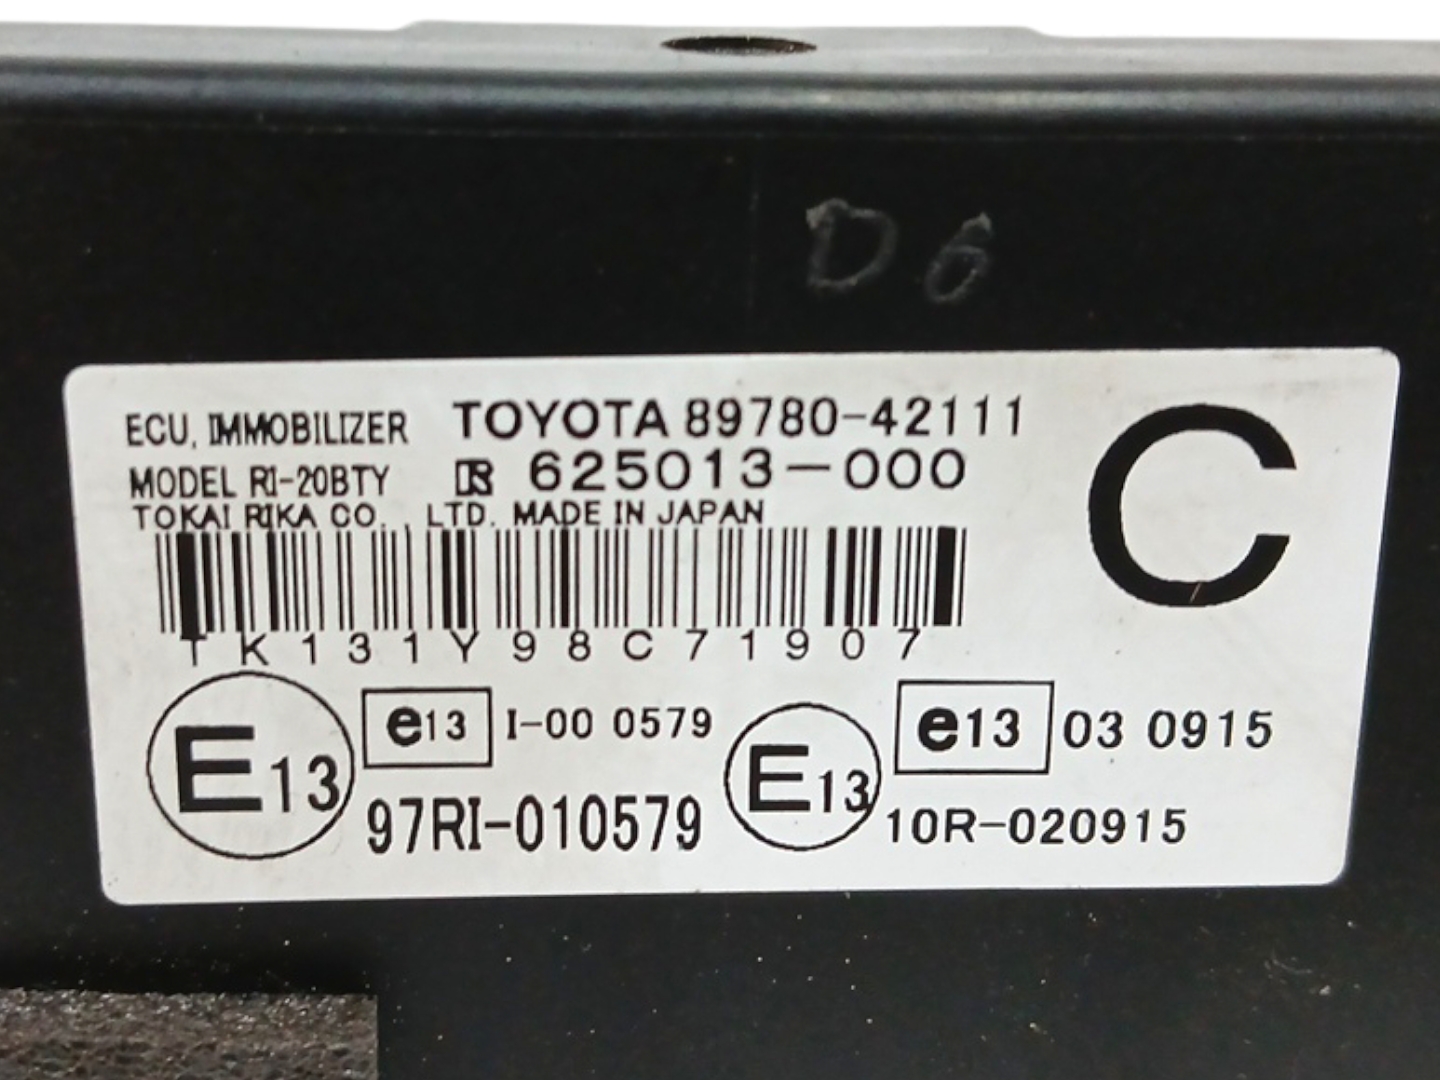 D6
ECU, IMMOBILIZER TOYOTA 89780-42111
MODEL RI-20BTY 625013-000
C
TOKAI RIKA CO., LTD. MADE IN JAPAN
TK131Y98C71907
E13 e13 I-00 0579 E13 e13 03 0915
97RI-010579 10R-020915